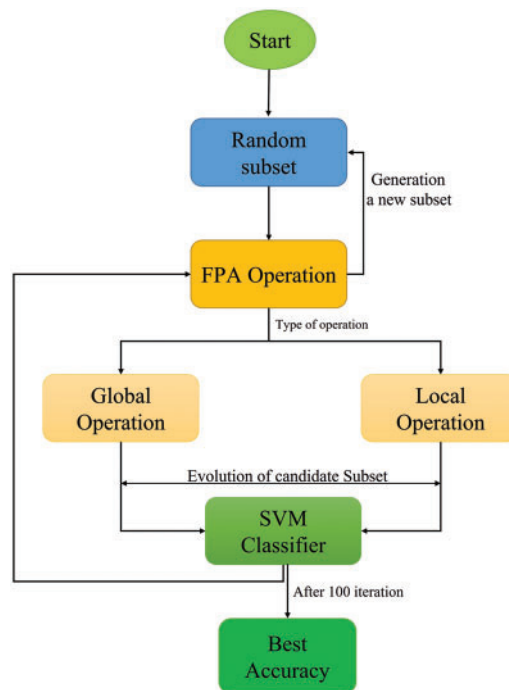 Start
Random
subset
Generation
a new subset
FPA Operation
Type of operation
Global
Operation
Local
Operation
Evolution of candidate Subset
SVM
Classifier
After 100 iteration
Best
Accuracy